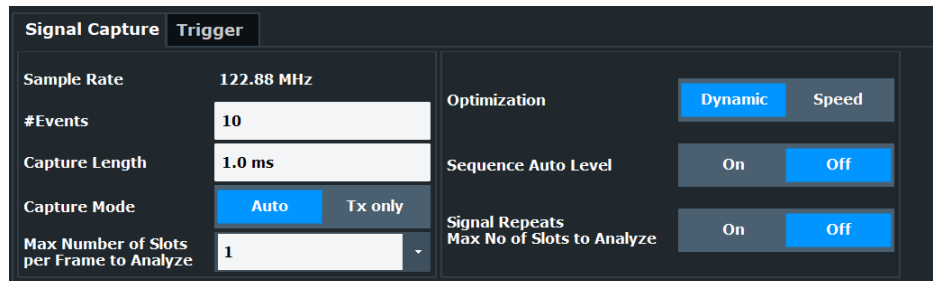 Signal Capture Trigger
Sample Rate 122.88 MHz
#Events 10
Capture Length 1.0 ms
Capture Mode Auto Tx only
Max Number of Slots
per Frame to Analyze 1
Optimization Dynamic Speed
Sequence Auto Level On Off
Signal Repeats
Max No of Slots to Analyze On Off